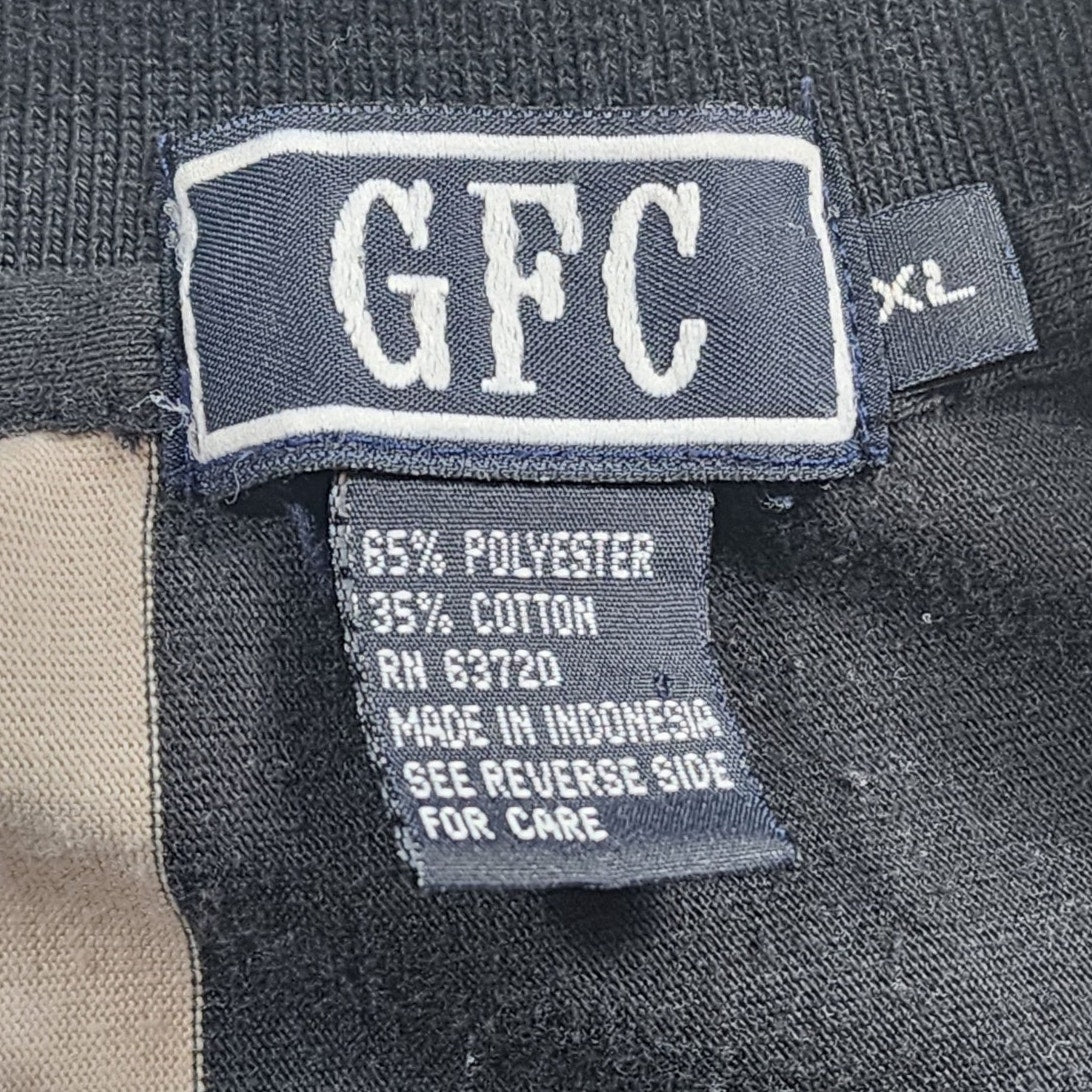 GFC
XL
65% POLYESTER
35% COTTON
RN 63720
MADE IN INDONESIA
SEE REVERSE SIDE
FOR CARE